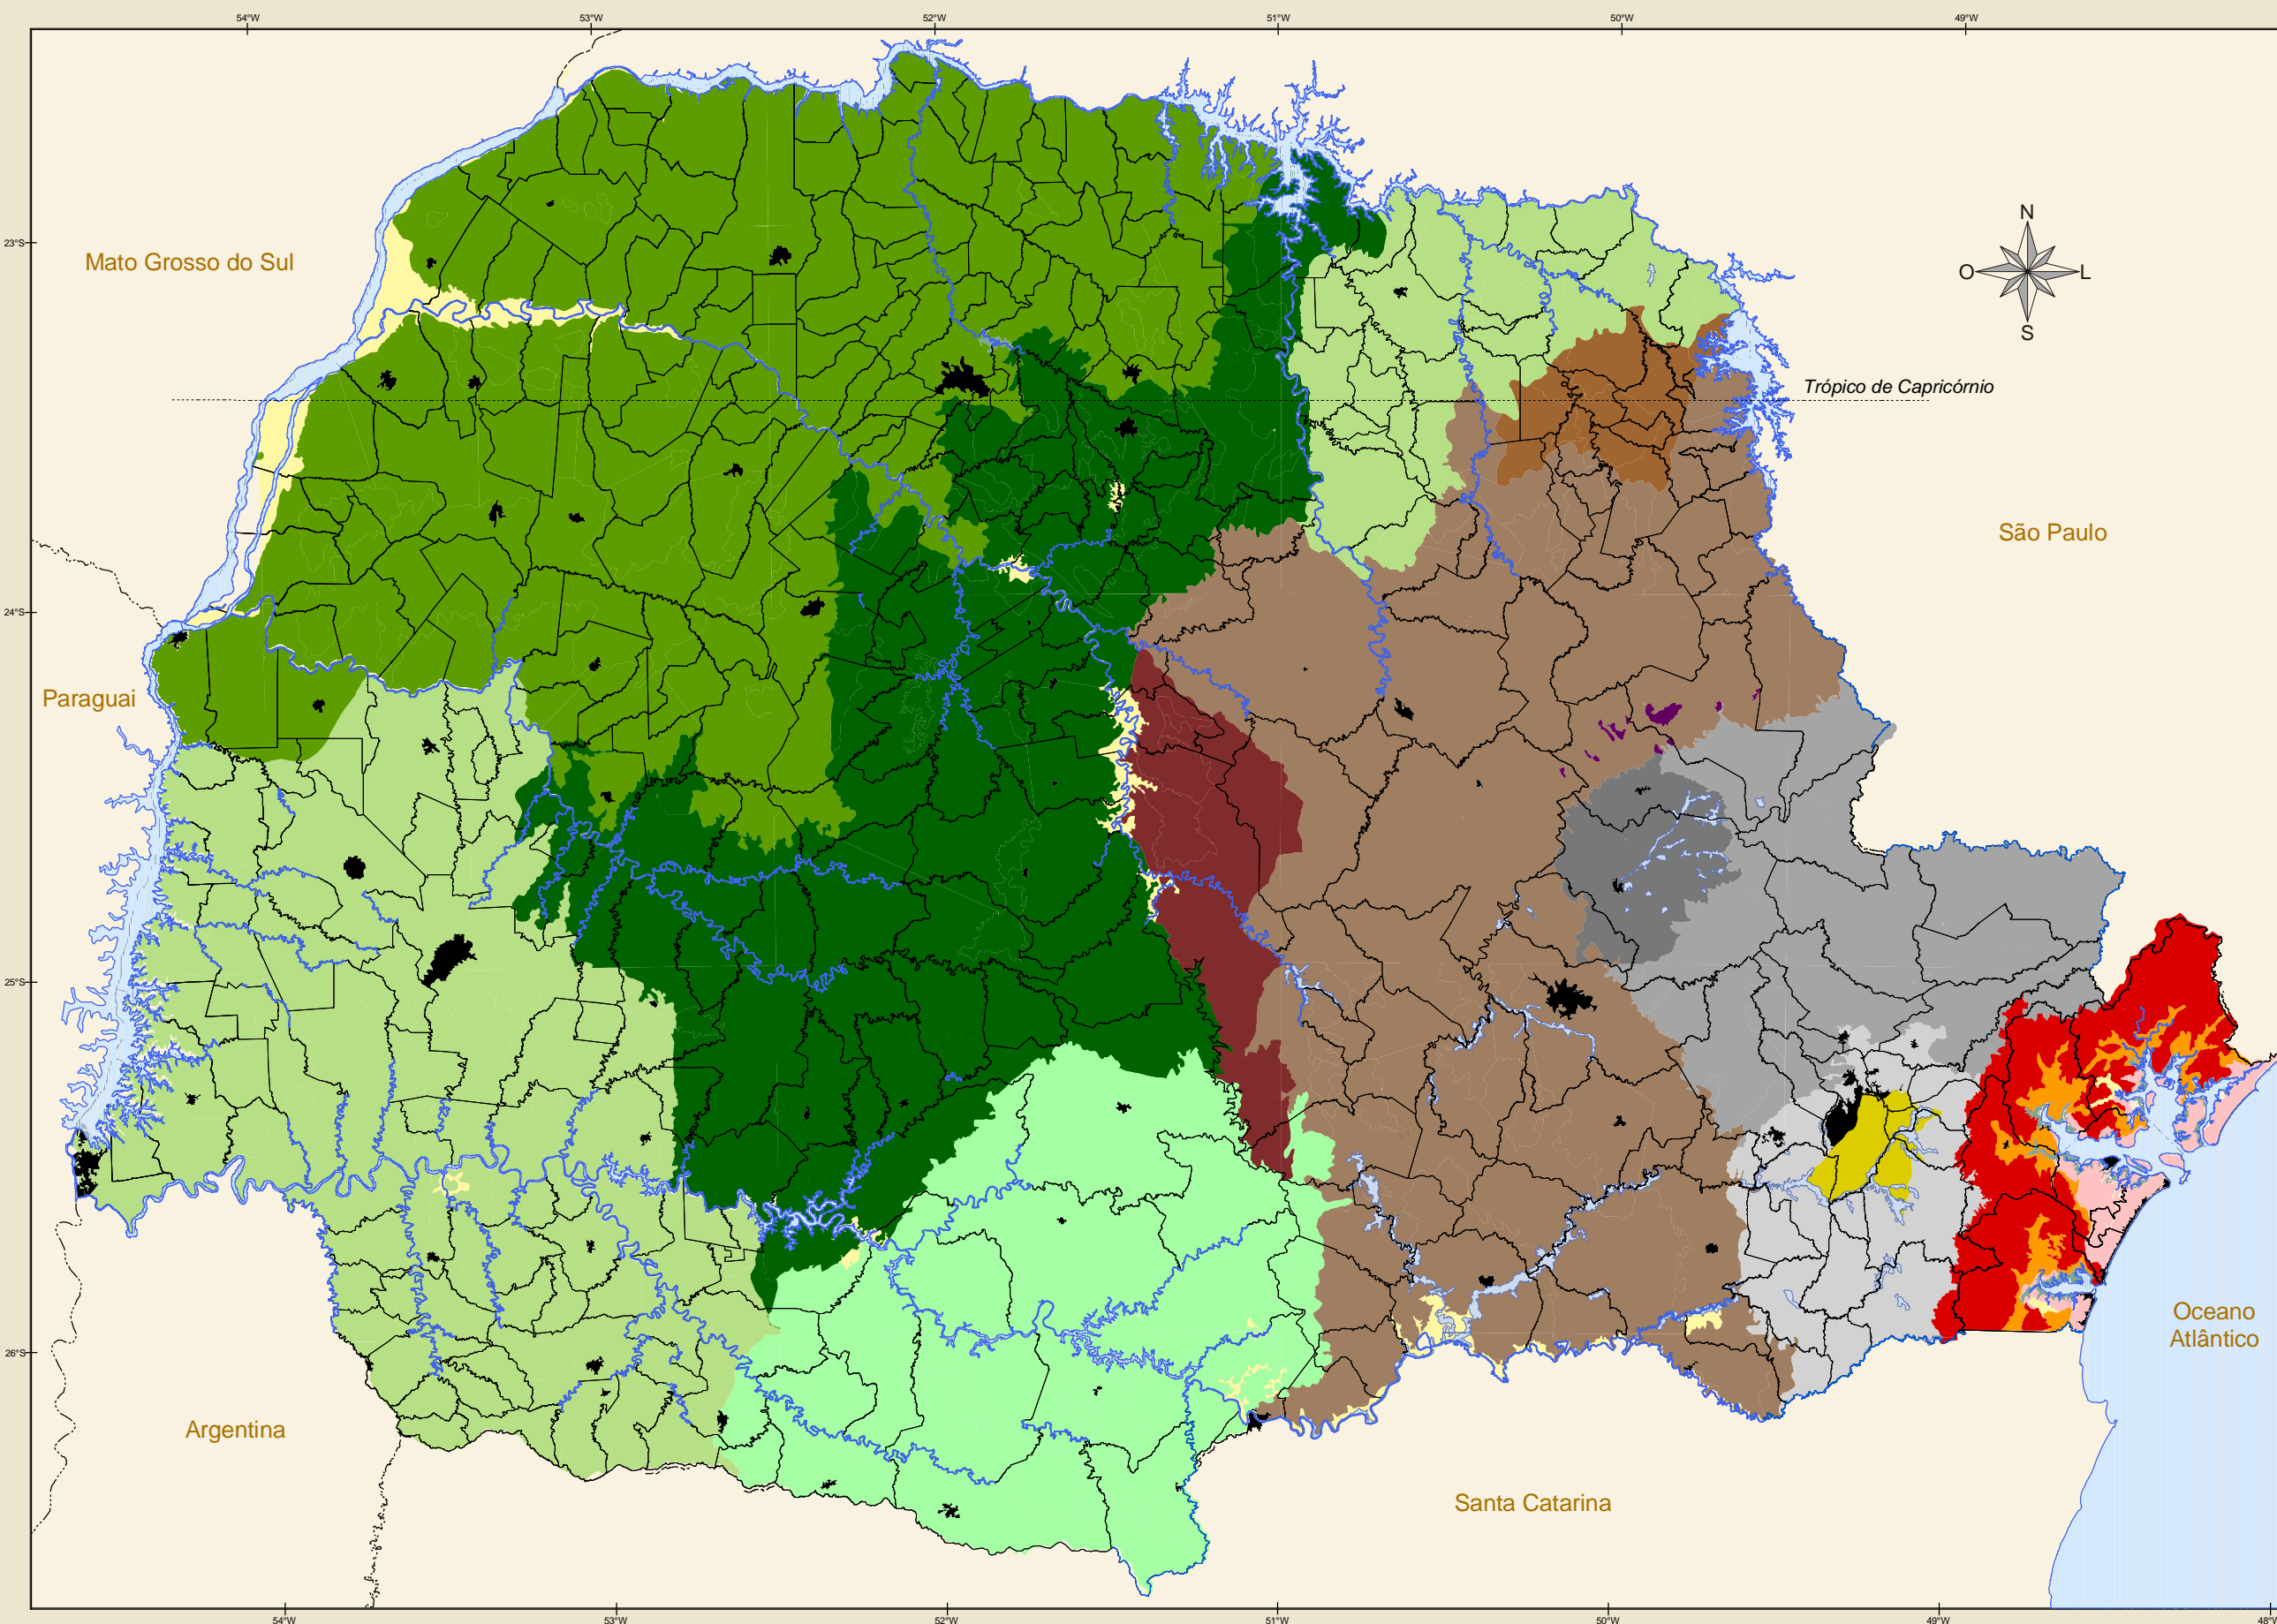 54°W
53°W
52°W
51°W
50°W
49°W
N
O
L
S
23°S
Mato Grosso do Sul
Trópico de Capricórnio
São Paulo
24°S
Paraguai
25°S
Oceano
Atlântico
26°S
Argentina
Santa Catarina
54°W
53°W
52°W
51°W
50°W
49°W
48°W